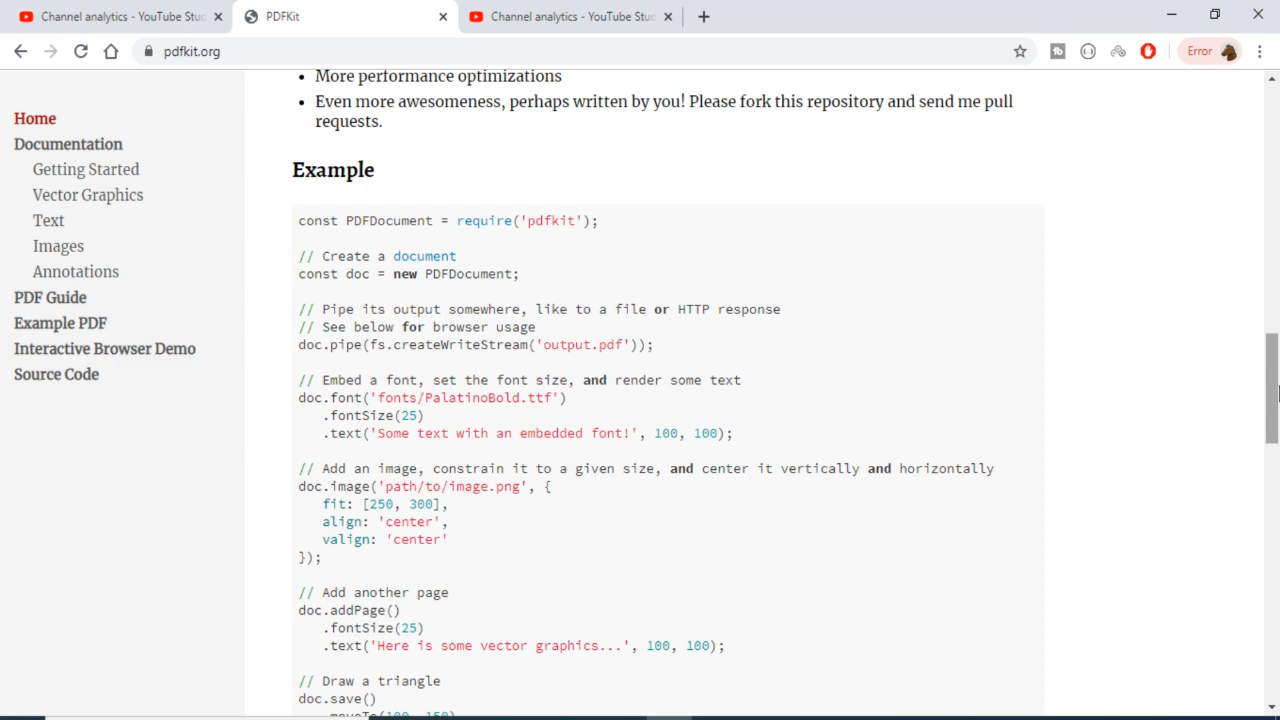 Channel analytics - YouTube Stud
PDFKit
Channel analytics - YouTube Stud
pdfkit.org
Error
Home
Documentation
Getting Started
Vector Graphics
Text
Images
Annotations
PDF Guide
Example PDF
Interactive Browser Demo
Source Code
• More performance optimizations
• Even more awesomeness, perhaps written by you! Please fork this repository and send me pull
requests.
Example
const PDFDocument = require('pdfkit');
// Create a document
const doc = new PDFDocument;
// Pipe its output somewhere, like to a file or HTTP response
// See below for browser usage
doc.pipe(fs.createWriteStream('output.pdf'));
// Embed a font, set the font size, and render some text
doc.font('fonts/PalatinoBold.ttf')
.fontSize(25)
.text('Some text with an embedded font!', 100, 100);
// Add an image, constrain it to a given size, and center it vertically and horizontally
doc.image('path/to/image.png', {
fit: [250, 300],
align: 'center',
valign: 'center'
});
// Add another page
doc.addPage()
.fontSize(25)
.text('Here is some vector graphics...', 100, 100);
// Draw a triangle
doc.save()
.moveTo(100, 150)